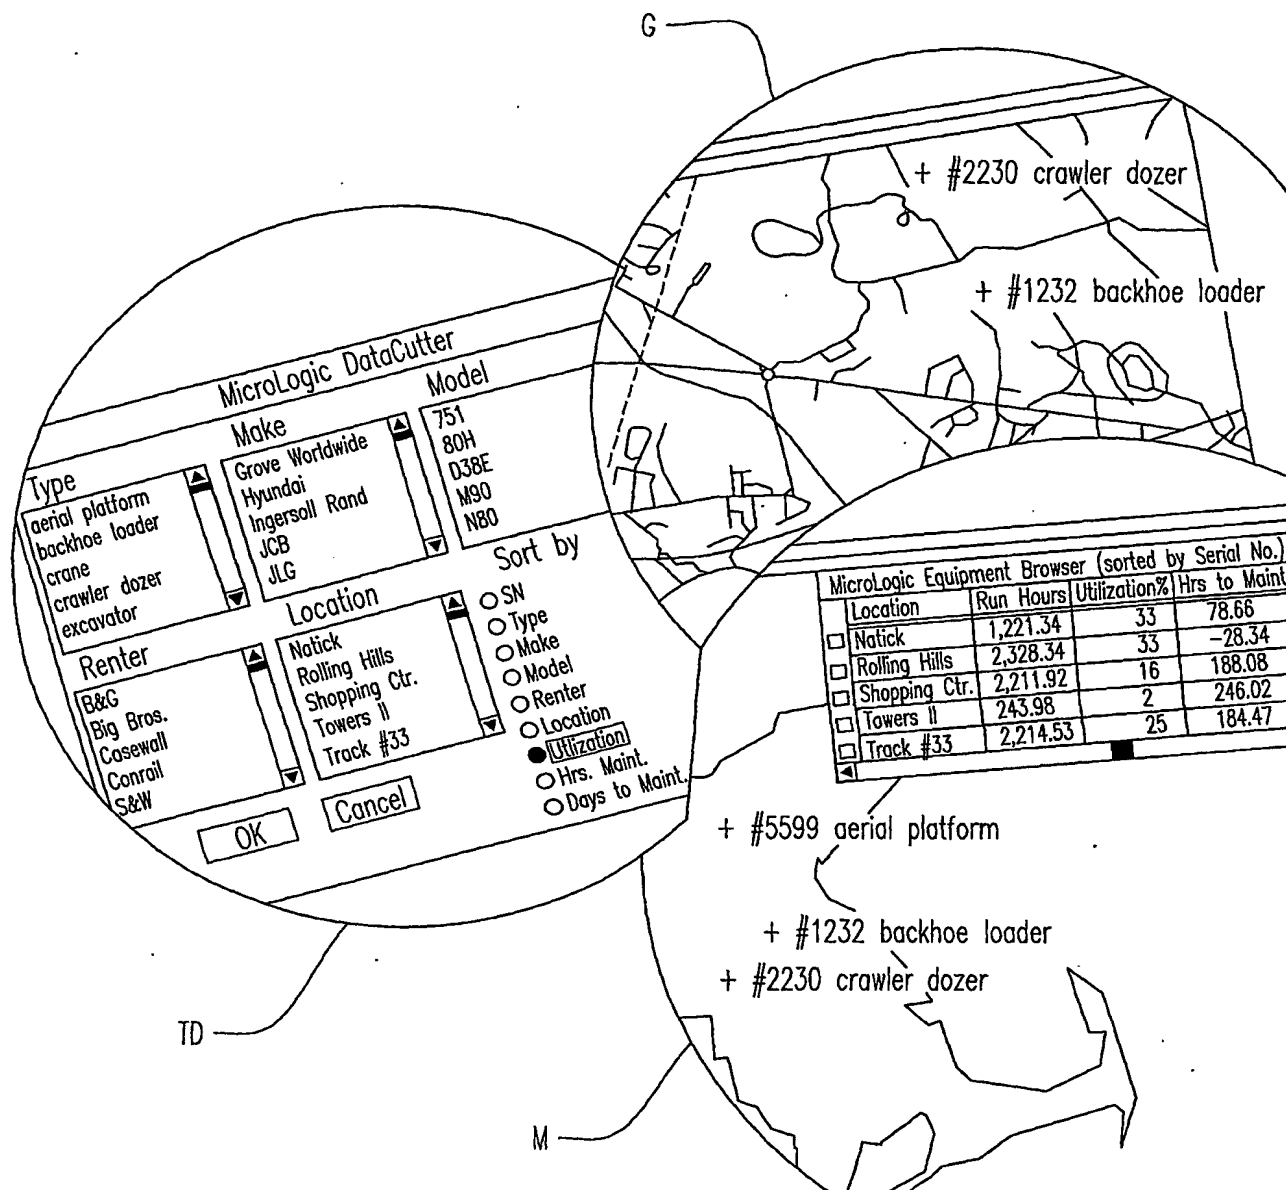 G
+ #2230 crawler dozer
+ #1232 backhoe loader
MicroLogic DataCutter
Type
aerial platform
backhoe loader
crane
crawler dozer
excavator
Make
Grove Worldwide
Hyundai
Ingersoll Rand
JCB
JLG
Model
751
80H
D38E
M90
N80
Renter
B&G
Big Bros.
Casewall
Conrail
S&W
Location
Natick
Rolling Hills
Shopping Ctr.
Towers II
Track #33
Sort by
SN
Type
Make
Model
Renter
Location
Utlization
Hrs. Maint.
Days to Maint.
OK
Cancel
MicroLogic Equipment Browser (sorted by Serial No.)
Location Run Hours Utilization% Hrs to Maint
Natick 1,221.34 33 78.66
Rolling Hills 2,328.34 33 -28.34
Shopping Ctr. 2,211.92 16 188.08
Towers II 243.98 2 246.02
Track #33 2,214.53 25 184.47
+ #5599 aerial platform
+ #1232 backhoe loader
+ #2230 crawler dozer
TD
M